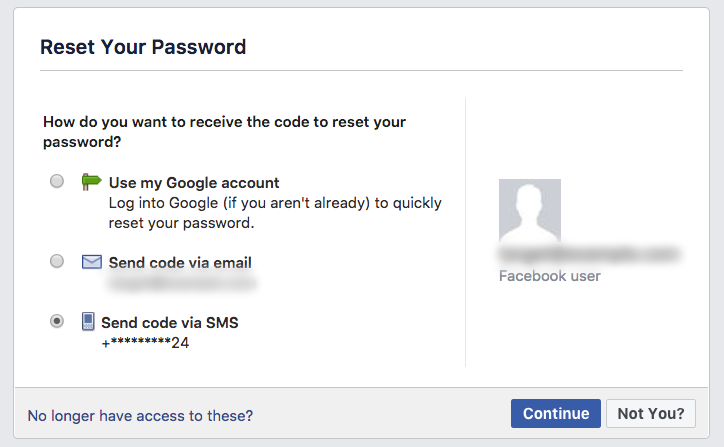 Reset Your Password
How do you want to receive the code to reset your
password?
Use my Google account
Log into Google (if you aren't already) to quickly
reset your password.
Send code via email
Send code via SMS
+*********24
Facebook user
No longer have access to these?
Continue
Not You?